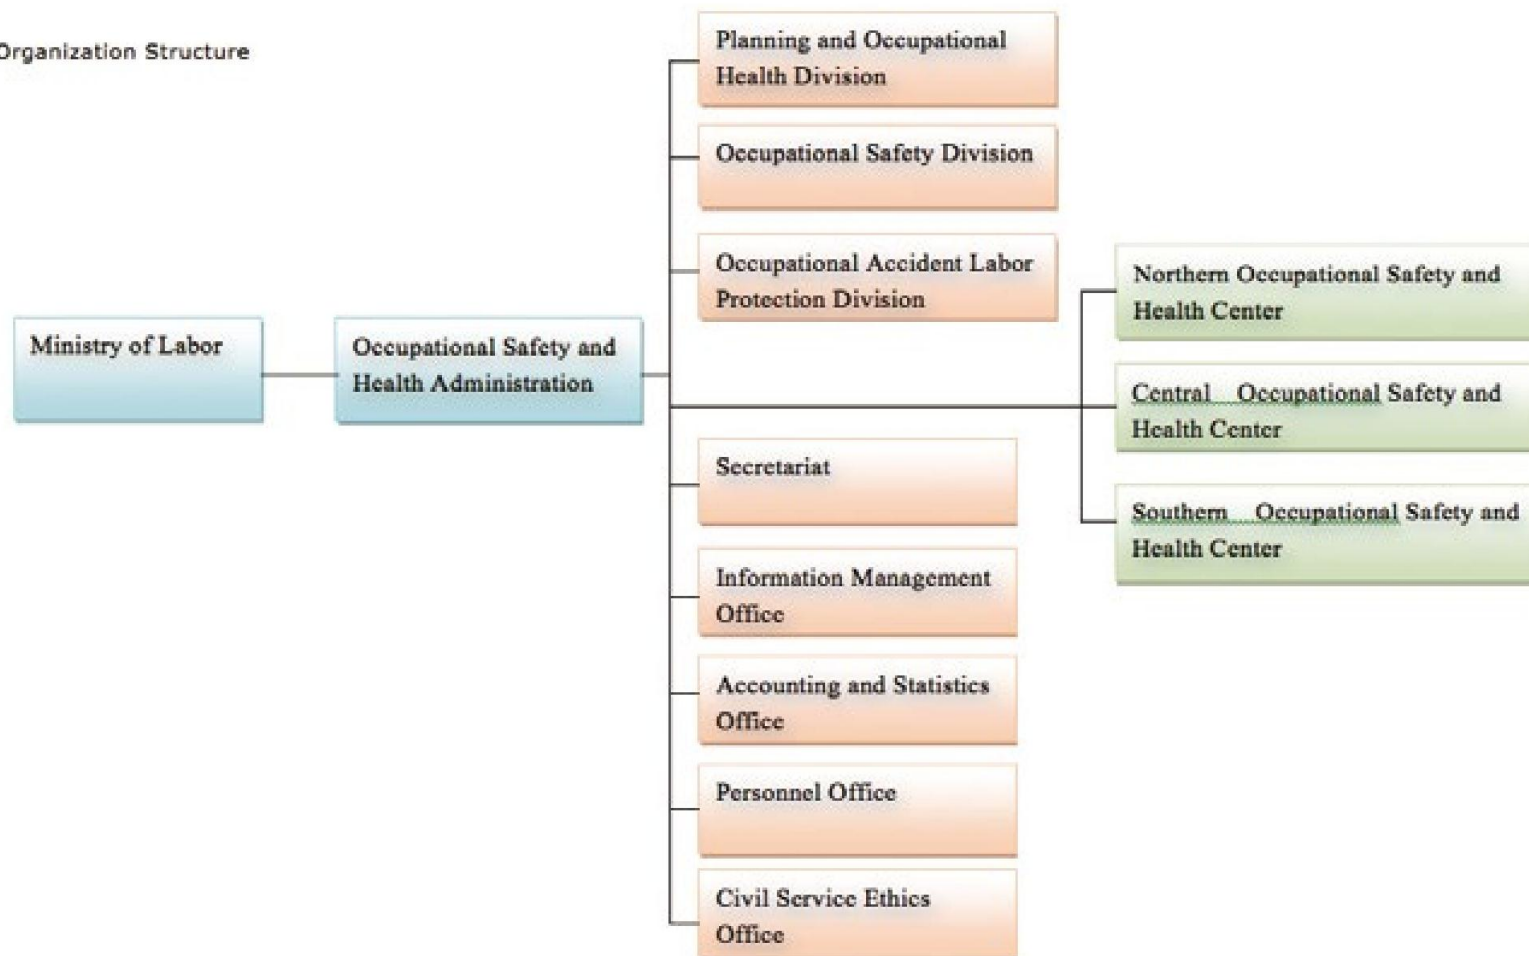 Organization Structure
Planning and Occupational
Health Division
Occupational Safety Division
Occupational Accident Labor
Protection Division
Ministry of Labor
Occupational Safety and
Health Administration
Northern Occupational Safety and
Health Center
Central Occupational Safety and
Health Center
Southern Occupational Safety and
Health Center
Secretariat
Information Management
Office
Accounting and Statistics
Office
Personnel Office
Civil Service Ethics
Office